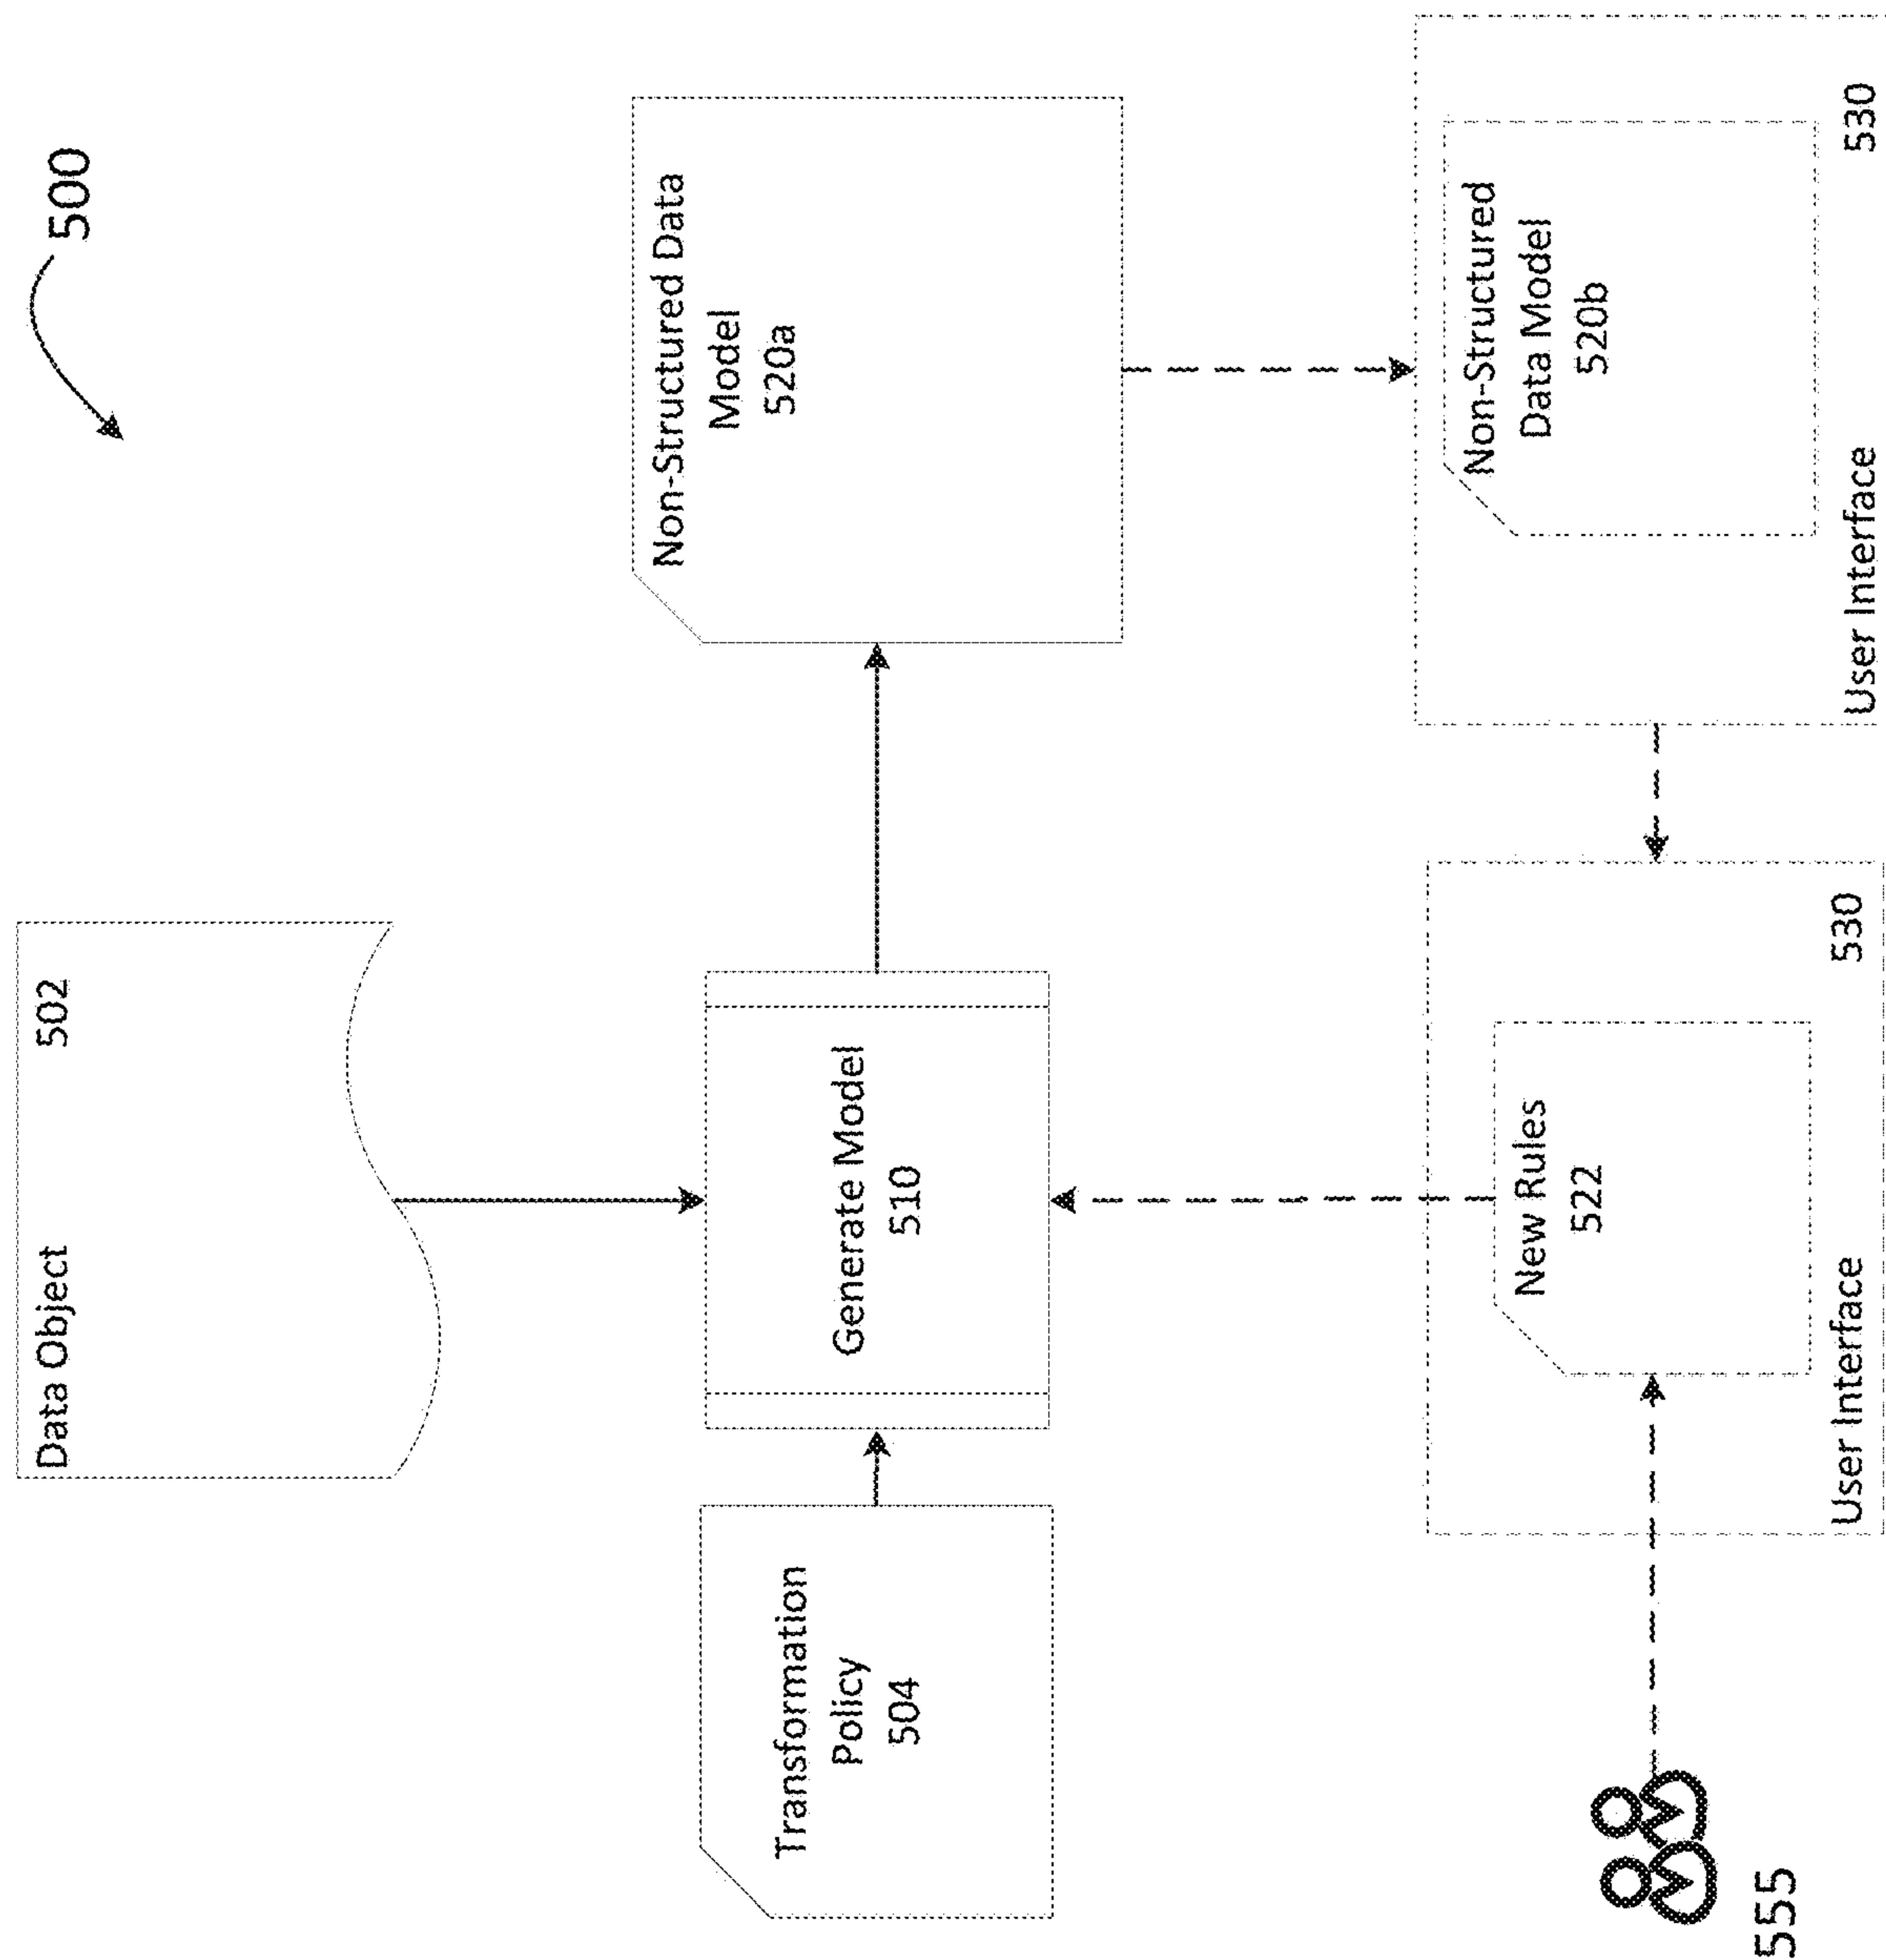 500
Data Object
502
Transformation
Policy
504
Generate Model
510
Non-Structured Data
Model
520a
New Rules
522
User Interface
530
Non-Structured
Data Model
520b
User Interface
530
555